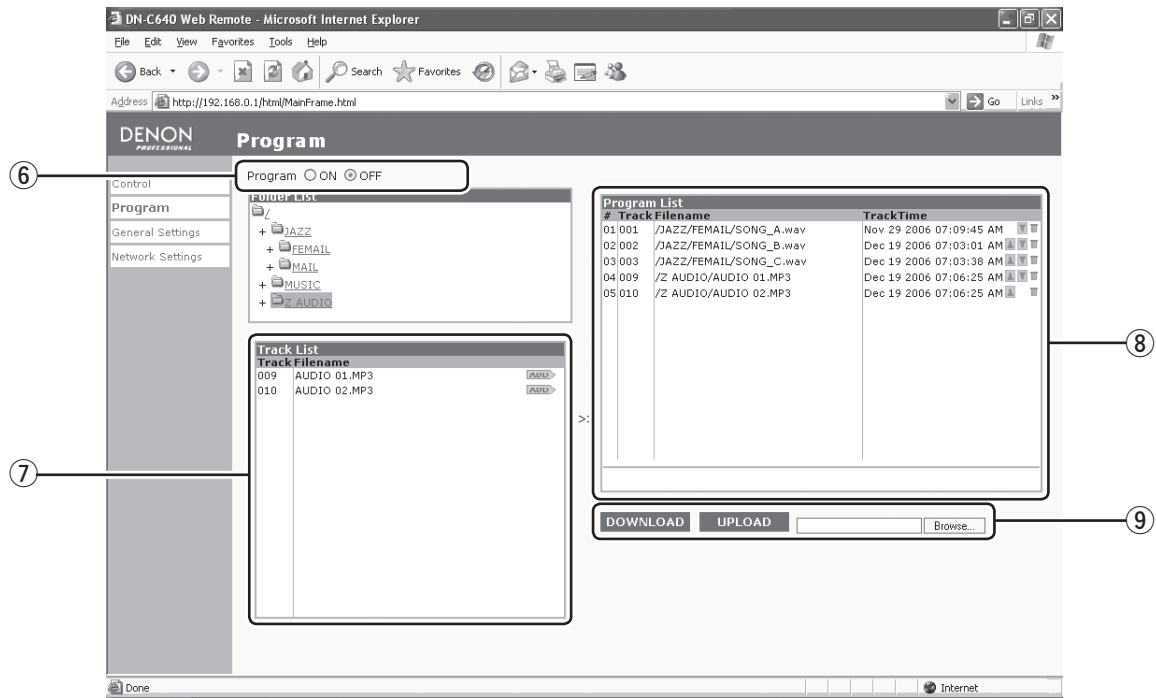 DN-C640 Web Remote - Microsoft Internet Explorer
File Edit View Favorites Tools Help
Back Search Favorites
Address http://192.168.0.1/html/MainFrame.html Go Links »
DENON
PROFESSIONAL
Program
Control
Program
General Settings
Network Settings
⑥
Program ON OFF
Folder List
/
+ JAZZ
+ FEMAIL
+ MAIL
+ MUSIC
+ Z AUDIO
⑦
Track List
Track Filename
009 AUDIO 01.MP3 ADD
010 AUDIO 02.MP3 ADD
>:
Program List
# Track Filename TrackTime
01 001 /JAZZ/FEMAIL/SONG_A.wav Nov 29 2006 07:09:45 AM
02 002 /JAZZ/FEMAIL/SONG_B.wav Dec 19 2006 07:03:01 AM
03 003 /JAZZ/FEMAIL/SONG_C.wav Dec 19 2006 07:03:38 AM
04 009 /Z AUDIO/AUDIO 01.MP3 Dec 19 2006 07:06:25 AM
05 010 /Z AUDIO/AUDIO 02.MP3 Dec 19 2006 07:06:25 AM
⑧
DOWNLOAD UPLOAD Browse...
⑨
Done Internet